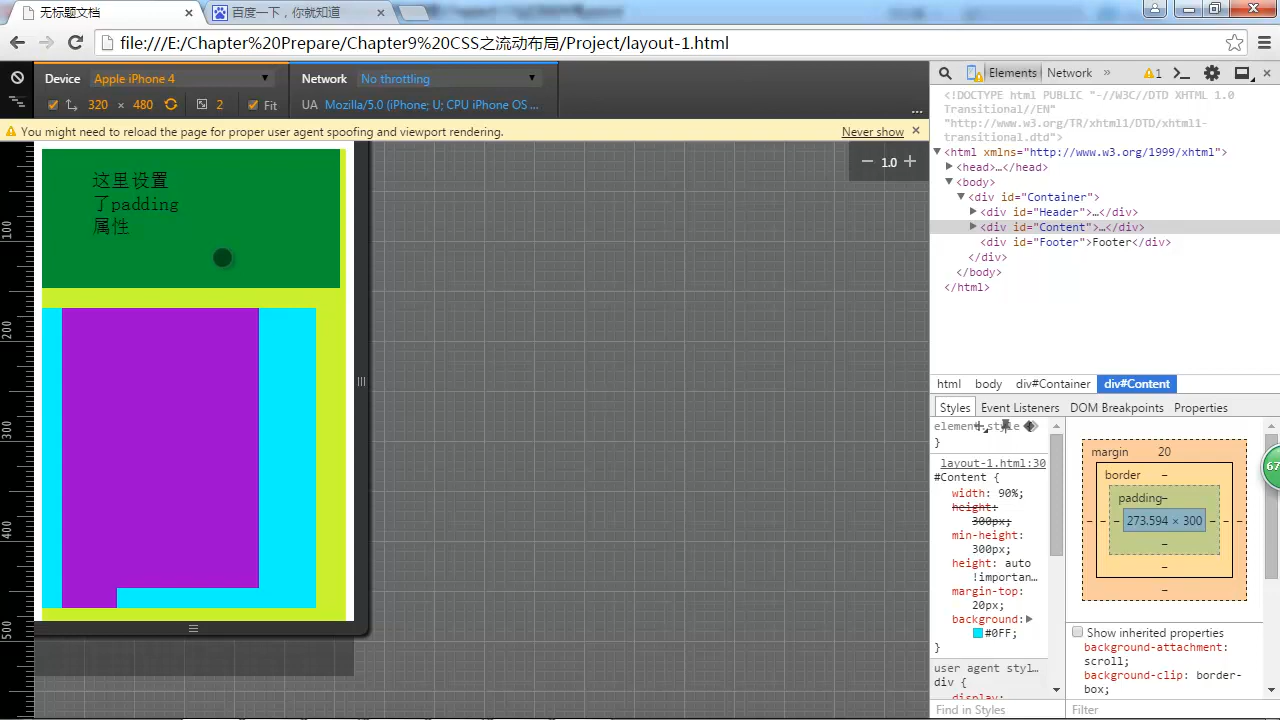 无标题文档
百度一下，你就知道
file:///E:/Chapter%20Prepare/Chapter9%20CSS之流动布局/Project/layout-1.html
Device Apple iPhone 4
Network No throttling
320 × 480 2 Fit
UA Mozilla/5.0 (iPhone; U; CPU iPhone OS ...
You might need to reload the page for proper user agent spoofing and viewport rendering. Never show
这里设置
了padding
属性
1.0
100
200
300
400
500
Elements Network » 1
<!DOCTYPE html PUBLIC "-//W3C//DTD XHTML 1.0
Transitional//EN"
"http://www.w3.org/TR/xhtml1/DTD/xhtml1-
transitional.dtd">
<html xmlns="http://www.w3.org/1999/xhtml">
<head>…</head>
<body>
<div id="Container">
<div id="Header">…</div>
<div id="Content">…</div>
<div id="Footer">Footer</div>
</div>
</body>
</html>
html body div#Container div#Content
Styles Event Listeners DOM Breakpoints Properties
element.style
}
layout-1.html:30
#Content {
width: 90%;
height:
300px;
min-height:
300px;
height: auto
!importan…
margin-top:
20px;
background:
#0FF;
}
user agent styl…
div {
display:
Find in Styles
margin 20
border –
padding –
– – – 273.594 × 300 – – –
–
–
–
67
Show inherited properties
background-attachment:
scroll;
background-clip: border-
box;
Filter